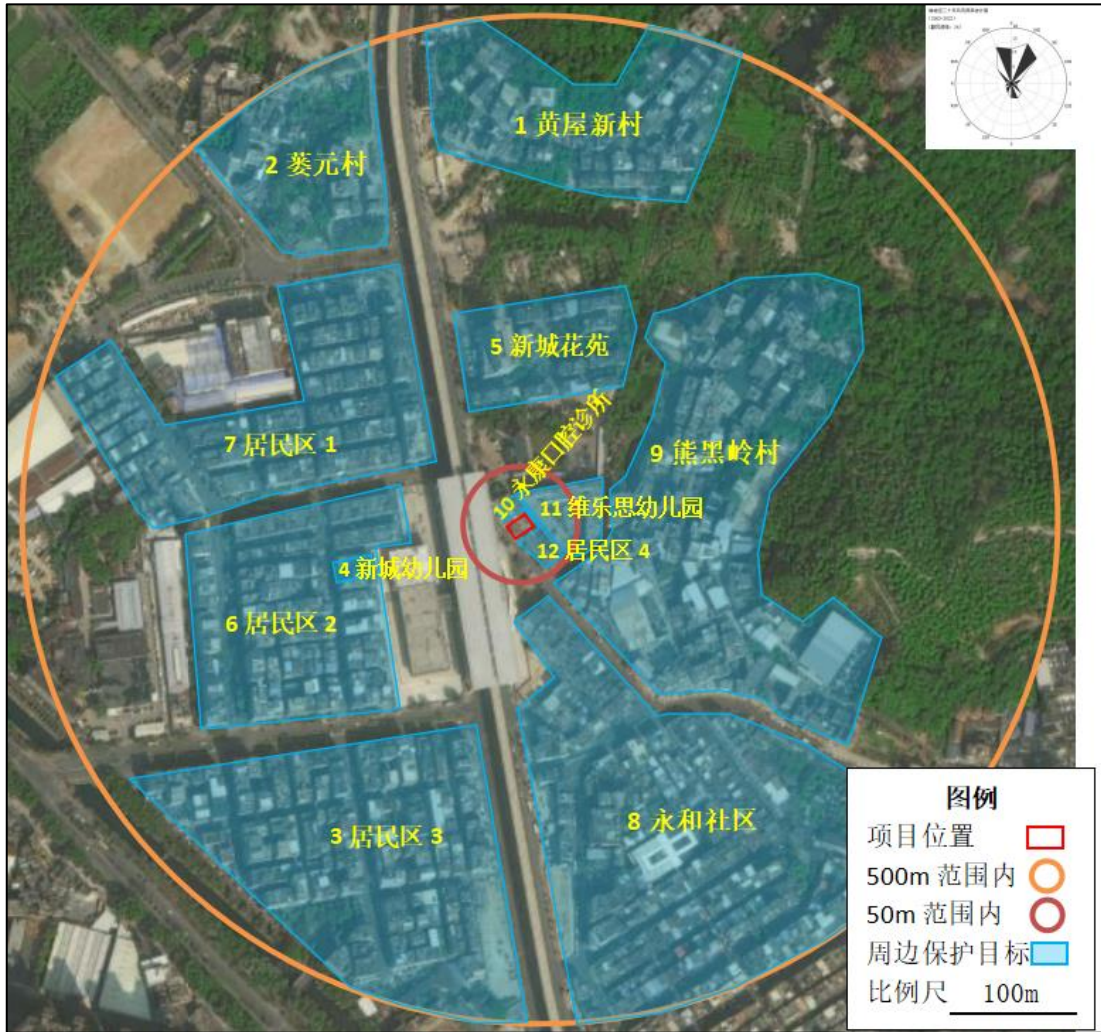 1 黄屋新村
2 蒌元村
5 新城花苑
7 居民区 1
9 熊黑岭村
10 永康口腔诊所
11 维乐思幼儿园
12 居民区 4
4 新城幼儿园
6 居民区 2
3 居民区 3
8 永和社区
图例
项目位置
500m 范围内
50m 范围内
周边保护目标
比例尺 100m